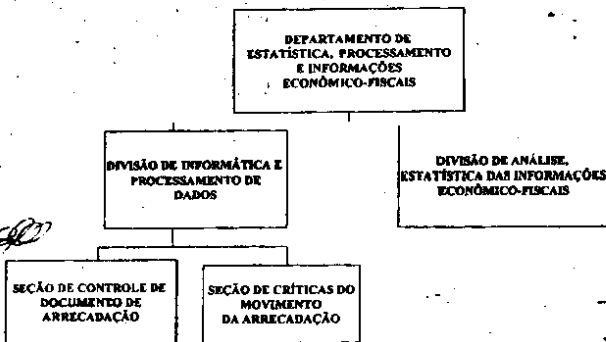 DEPARTAMENTO DE
ESTATÍSTICA, PROCESSAMENTO
E INFORMAÇÕES
ECONÔMICO-FISCAIS
DIVISÃO DE INFORMÁTICA E
PROCESSAMENTO DE
DADOS
DIVISÃO DE ANÁLISE,
ESTATÍSTICA DAS INFORMAÇÕES
ECONÔMICO-FISCAIS
SEÇÃO DE CONTROLE DE
DOCUMENTO DE
ARRECADAÇÃO
SEÇÃO DE CRÍTICAS DO
MOVIMENTO
DA ARRECADAÇÃO